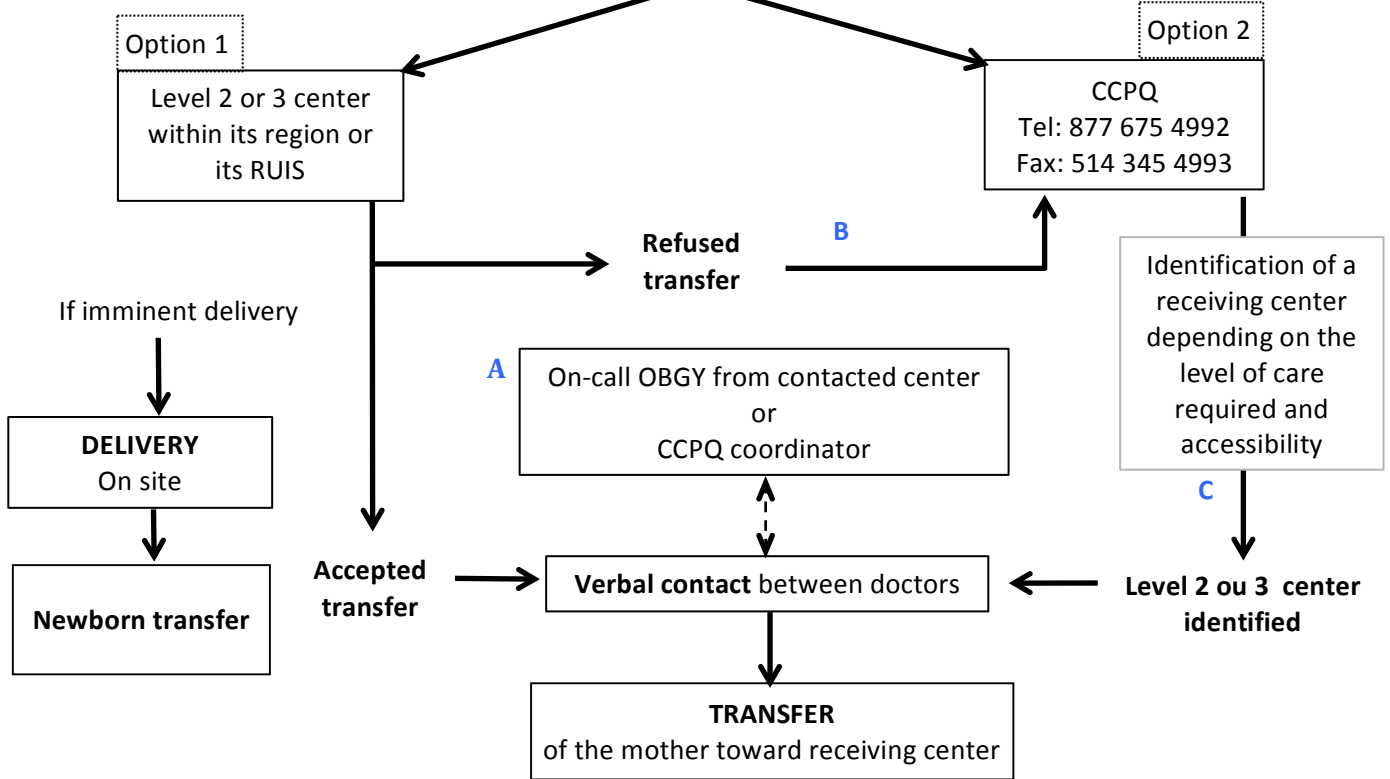 Option 1
Level 2 or 3 center
within its region or
its RUIS
Option 2
CCPQ
Tel: 877 675 4992
Fax: 514 345 4993
Refused
transfer
B
Identification of a
receiving center
depending on the
level of care
required and
accessibility
If imminent delivery
A
On-call OBGY from contacted center
or
CCPQ coordinator
DELIVERY
On site
C
Newborn transfer
Accepted
transfer
Verbal contact between doctors
Level 2 ou 3 center
identified
TRANSFER
of the mother toward receiving center